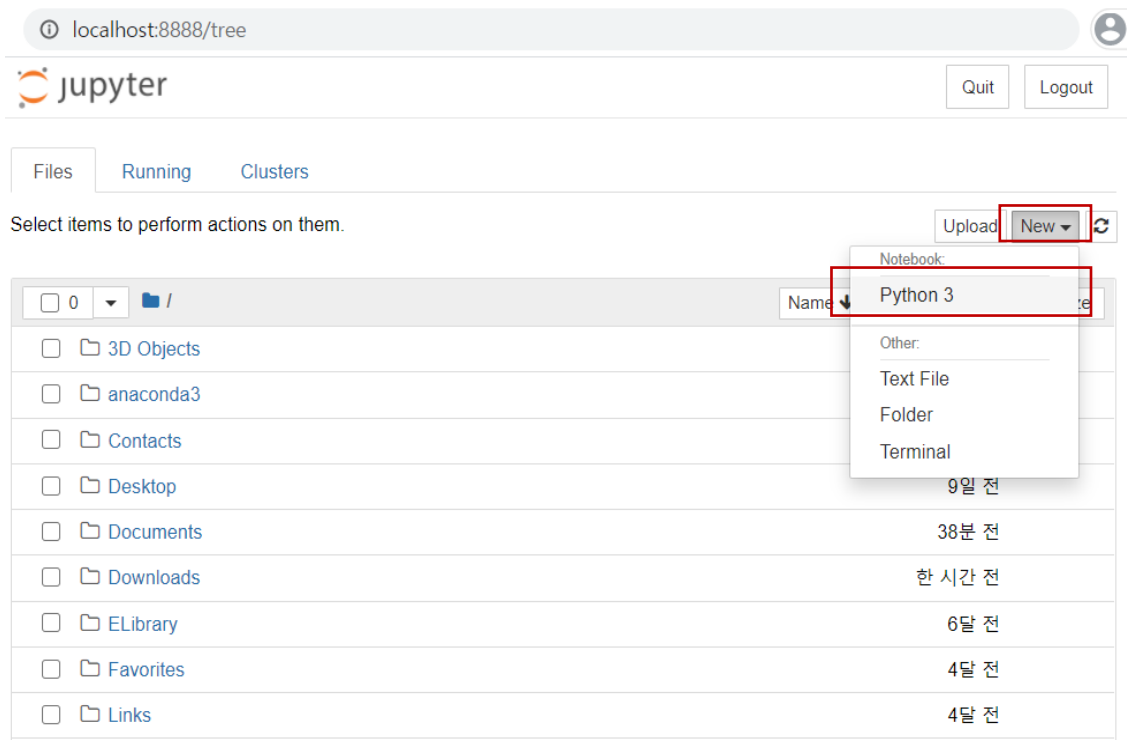 localhost:8888/tree
jupyter
Quit Logout
Files Running Clusters
Select items to perform actions on them.
Upload New
Notebook:
Python 3
0 /
Name
Other:
Text File
Folder
Terminal
3D Objects
anaconda3
Contacts
Desktop 9일 전
Documents 38분 전
Downloads 한 시간 전
ELibrary 6달 전
Favorites 4달 전
Links 4달 전